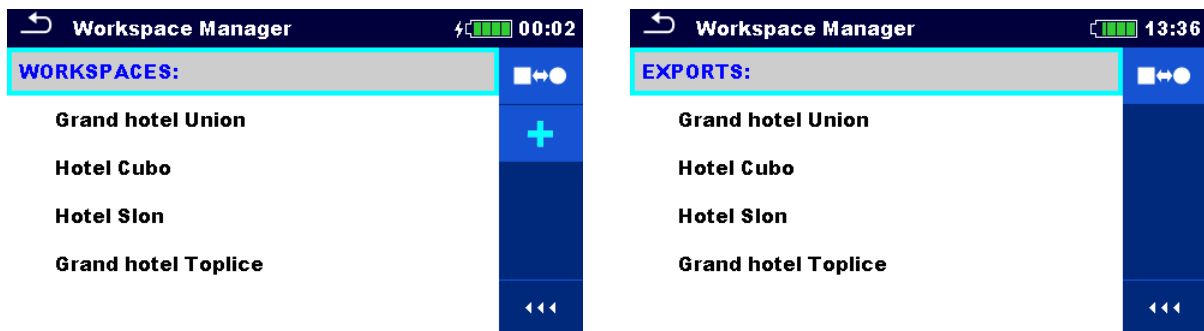 Workspace Manager 00:02
WORKSPACES:
Grand hotel Union
Hotel Cubo
Hotel Slon
Grand hotel Toplice
Workspace Manager 13:36
EXPORTS:
Grand hotel Union
Hotel Cubo
Hotel Slon
Grand hotel Toplice